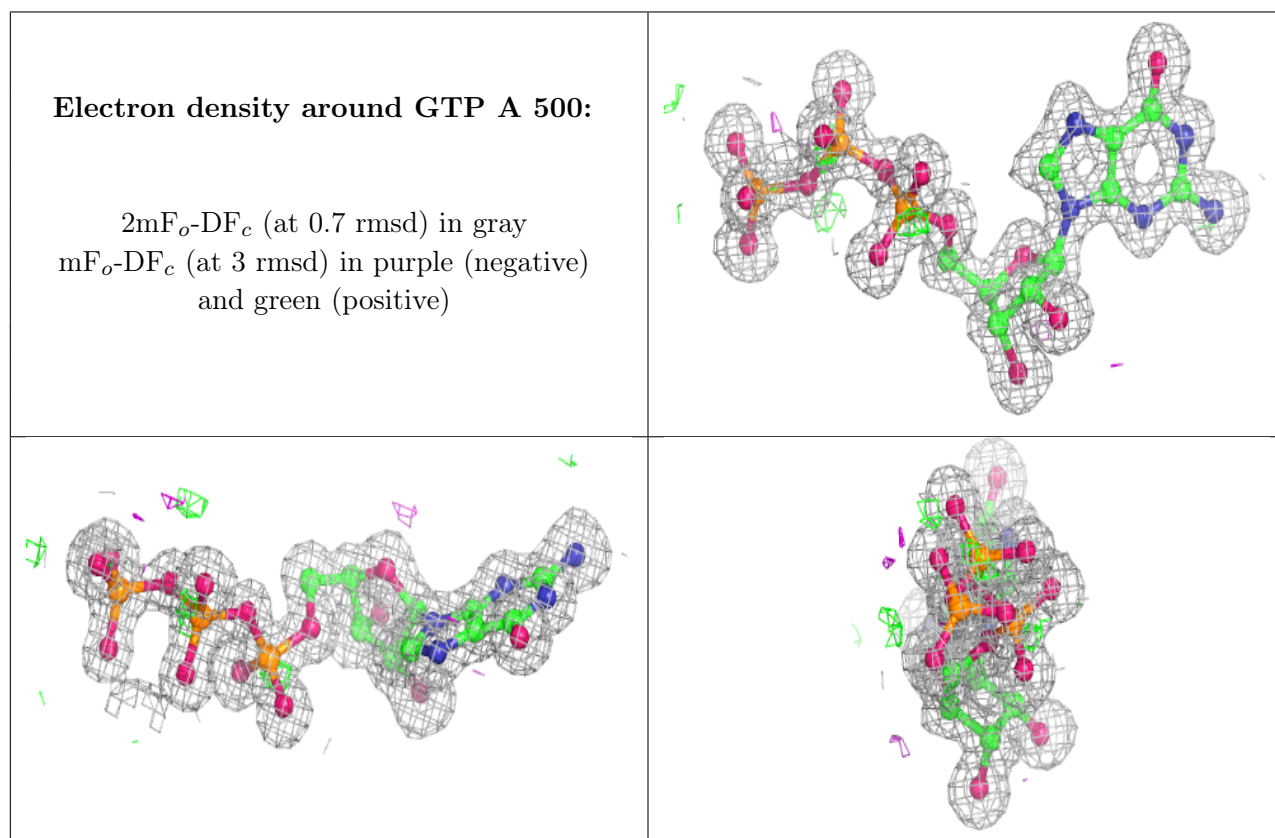 Electron density around GTP A 500:
2mFo-DFc (at 0.7 rmsd) in gray
mFo-DFc (at 3 rmsd) in purple (negative)
and green (positive)